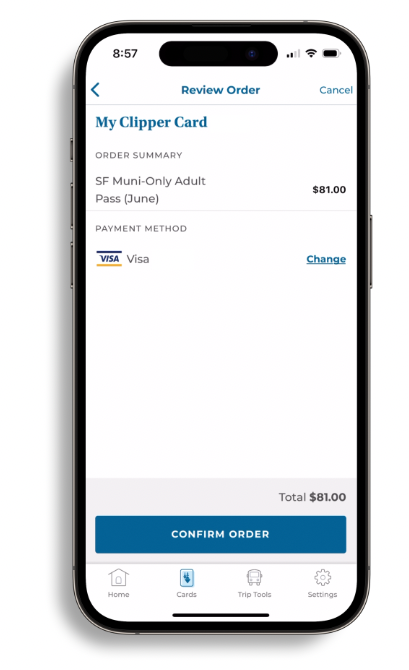 8:57
Review Order
Cancel
My Clipper Card
ORDER SUMMARY
SF Muni-Only Adult
Pass (June)
$81.00
PAYMENT METHOD
VISA Visa
Change
Total $81.00
CONFIRM ORDER
Home
Cards
Trip Tools
Settings